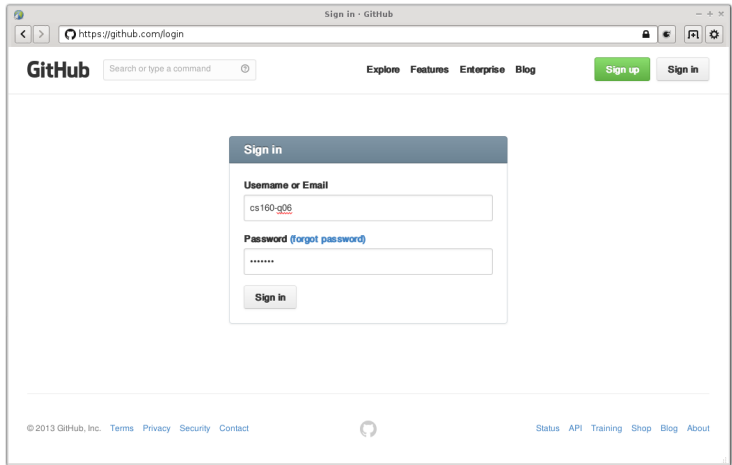 Sign in · GitHub
https://github.com/login
GitHub Search or type a command Explore Features Enterprise Blog Sign up Sign in
Sign in
Username or Email
cs160-q06
Password (forgot password)
•••••••
Sign in
© 2013 GitHub, Inc. Terms Privacy Security Contact Status API Training Shop Blog About